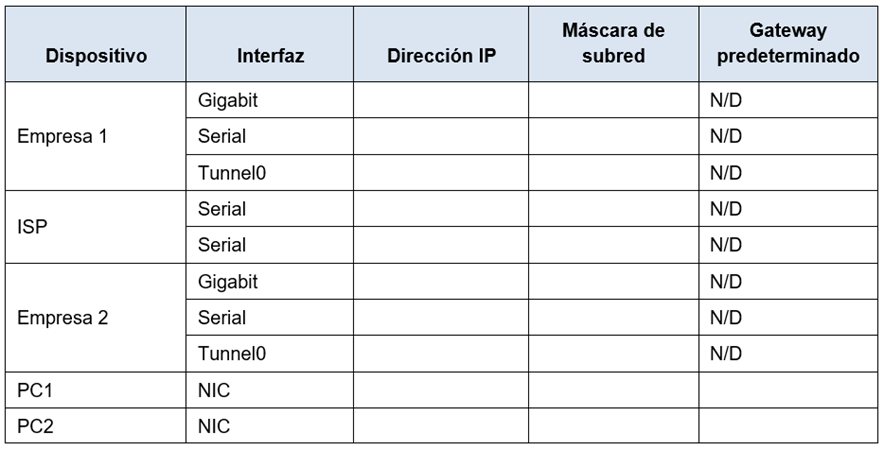 Dispositivo Interfaz Dirección IP Máscara de subred Gateway predeterminado
Empresa 1 Gigabit N/D
Serial N/D
Tunnel0 N/D
ISP Serial N/D
Serial N/D
Empresa 2 Gigabit N/D
Serial N/D
Tunnel0 N/D
PC1 NIC
PC2 NIC